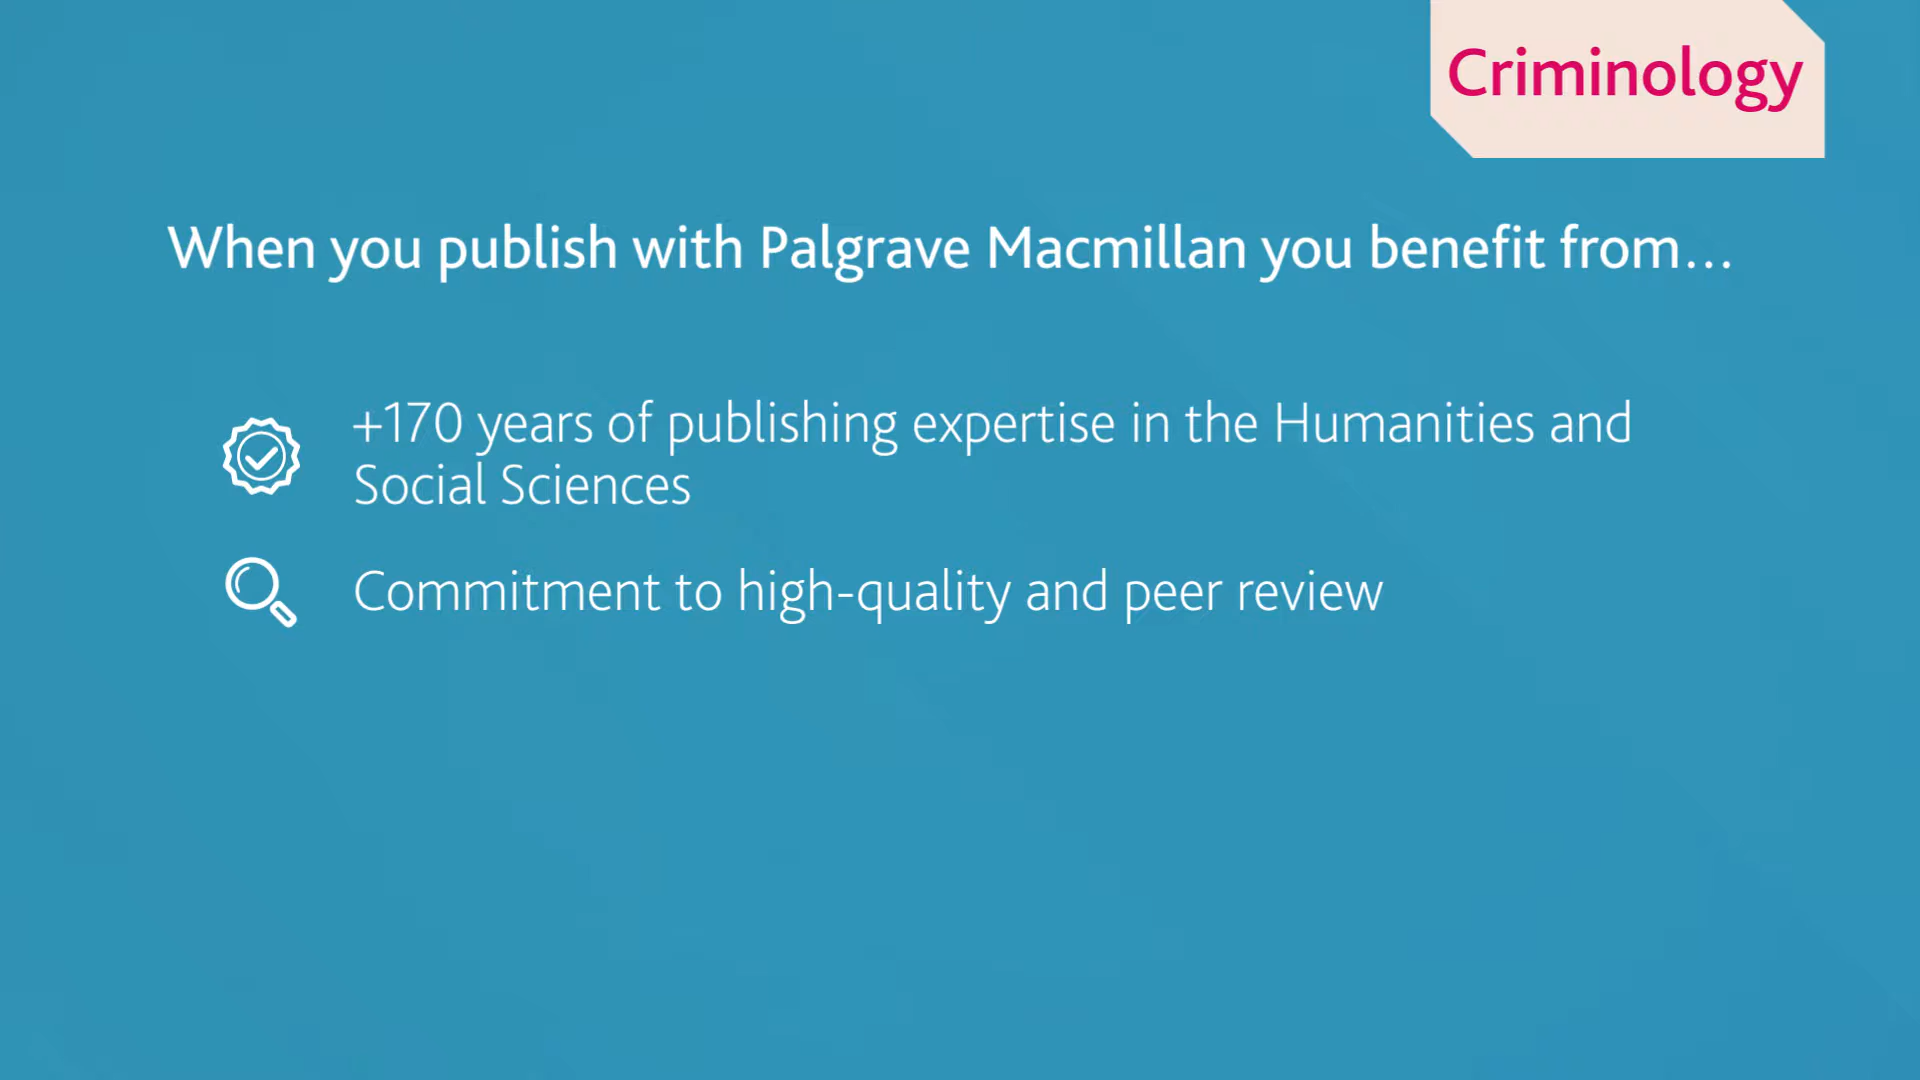 Criminology
When you publish with Palgrave Macmillan you benefit from...
+170 years of publishing expertise in the Humanities and
Social Sciences
Commitment to high-quality and peer review